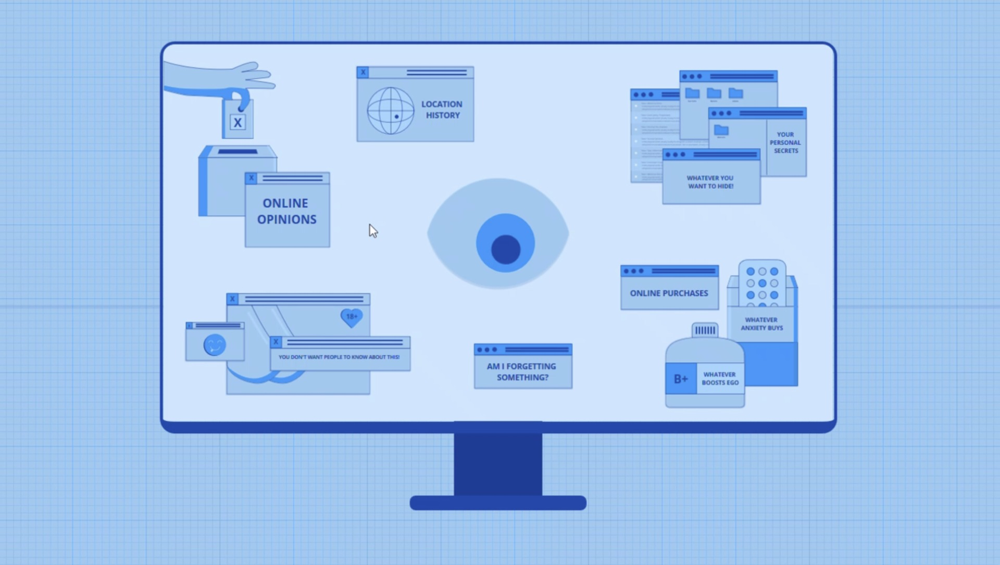 LOCATION
HISTORY
X
ONLINE
OPINIONS
YOUR
PERSONAL
SECRETS
WHATEVER YOU
WANT TO HIDE!
ONLINE PURCHASES
WHATEVER
ANXIETY BUYS
B+
WHATEVER
BOOSTS EGO
18+
YOU DON'T WANT PEOPLE TO KNOW ABOUT THIS!
AM I FORGETTING
SOMETHING?